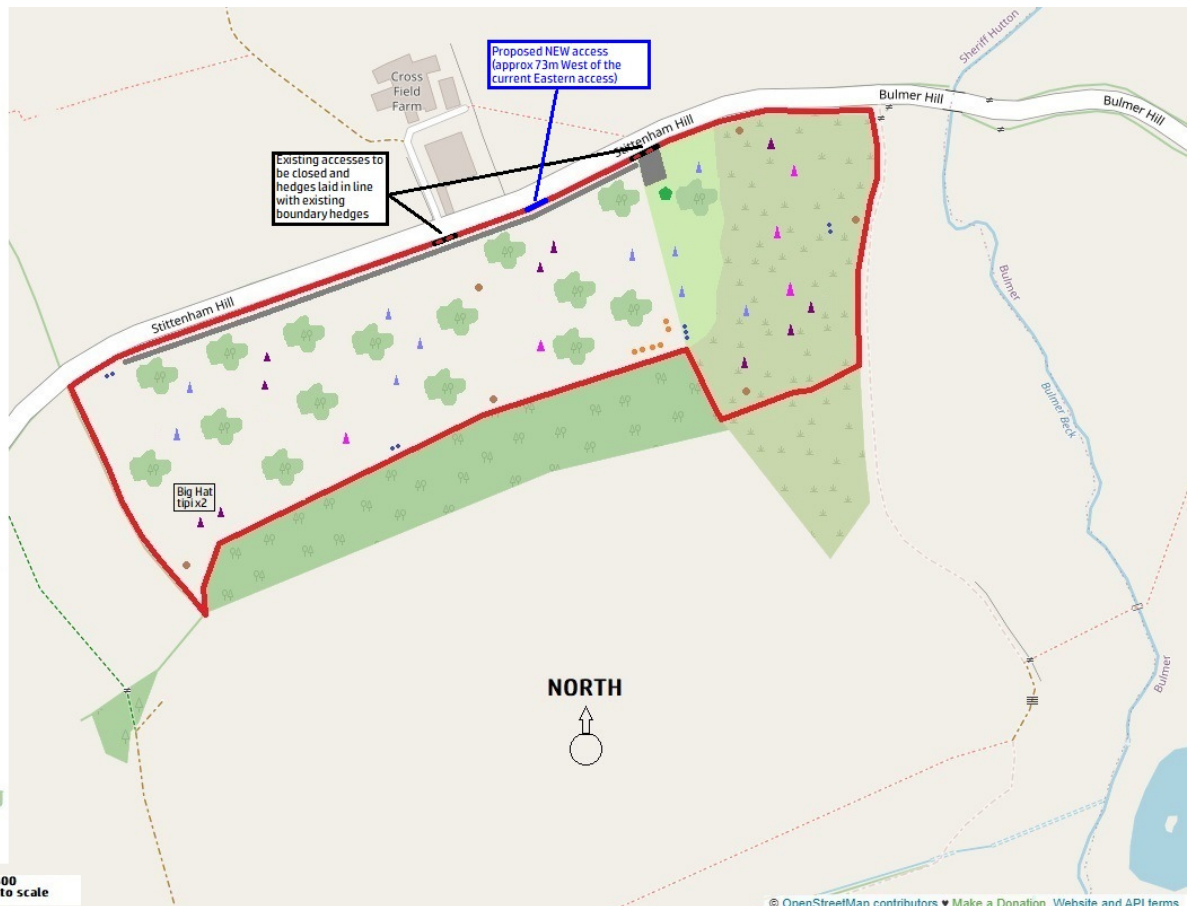 Proposed NEW access
(approx 73m West of the
current Eastern access)
Cross
Field
Farm
Sheriff Hutton
Bulmer Hill
Bulmer Hill
Stittenham Hill
Existing accesses to
be closed and
hedges laid in line
with existing
boundary hedges
Stittenham Hill
Bulmer
Bulmer Beck
Big Hat
tipi x2
Bulmer
NORTH
to scale
© OpenStreetMap contributors ♥ Make a Donation. Website and API terms